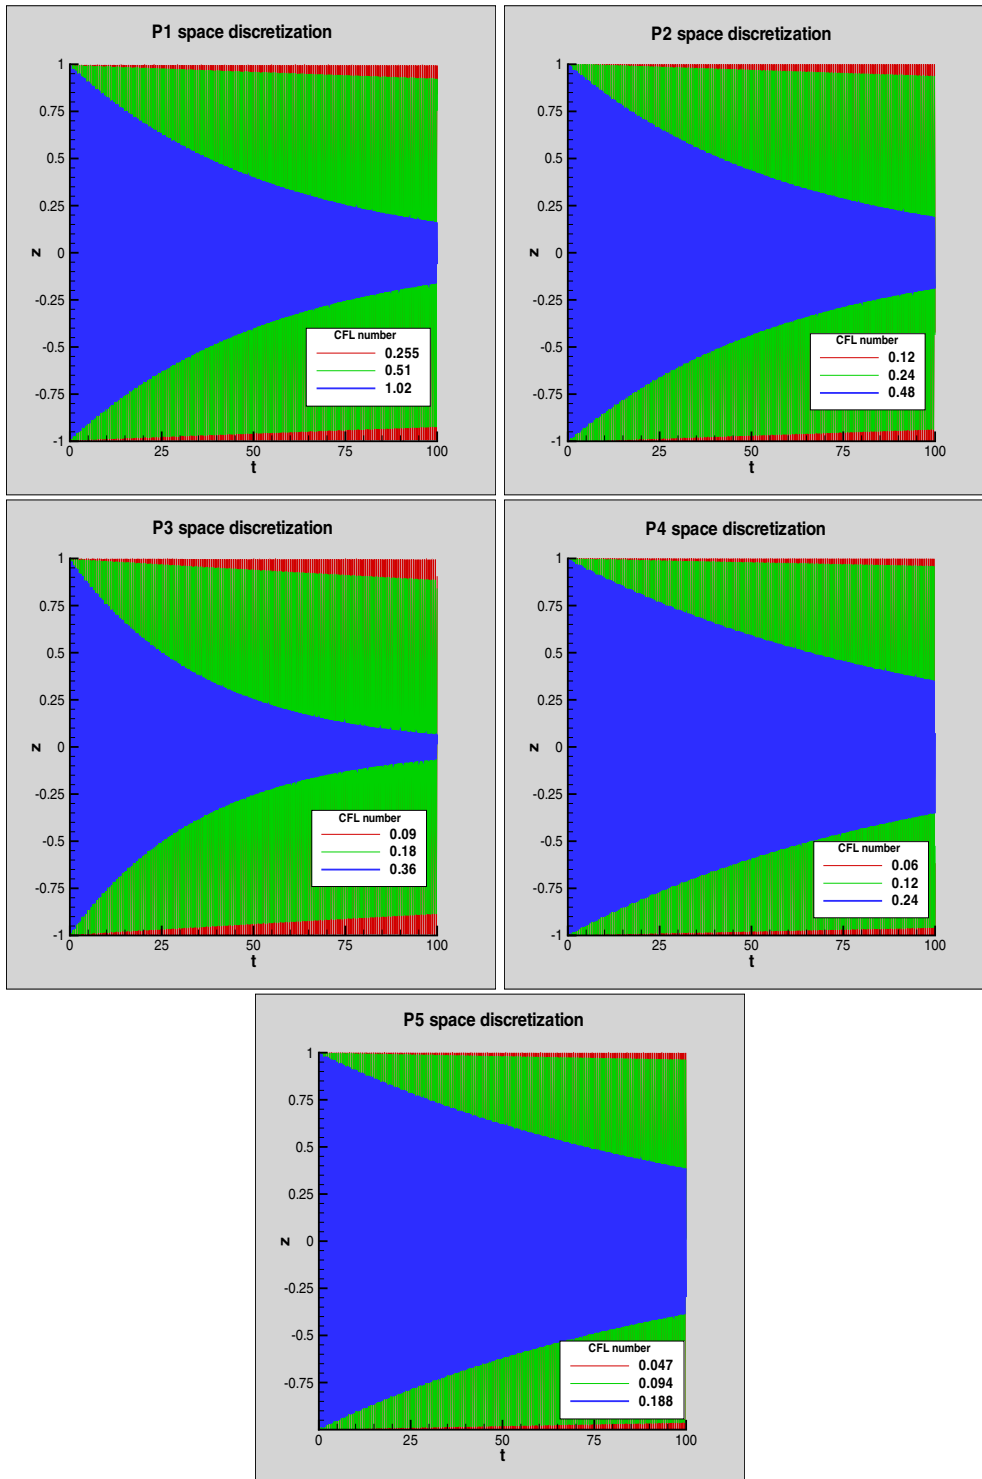 P1 space discretization
1
0.75
0.5
0.25
0
-0.25
-0.5
-0.75
-1
z
0 25 50 75 100
t
CFL number
0.255
0.51
1.02
P2 space discretization
1
0.75
0.5
0.25
0
-0.25
-0.5
-0.75
-1
z
0 25 50 75 100
t
CFL number
0.12
0.24
0.48
P3 space discretization
1
0.75
0.5
0.25
0
-0.25
-0.5
-0.75
-1
z
0 25 50 75 100
t
CFL number
0.09
0.18
0.36
P4 space discretization
1
0.75
0.5
0.25
0
-0.25
-0.5
-0.75
-1
z
0 25 50 75 100
t
CFL number
0.06
0.12
0.24
P5 space discretization
1
0.75
0.5
0.25
0
-0.25
-0.5
-0.75
z
0 25 50 75 100
t
CFL number
0.047
0.094
0.188